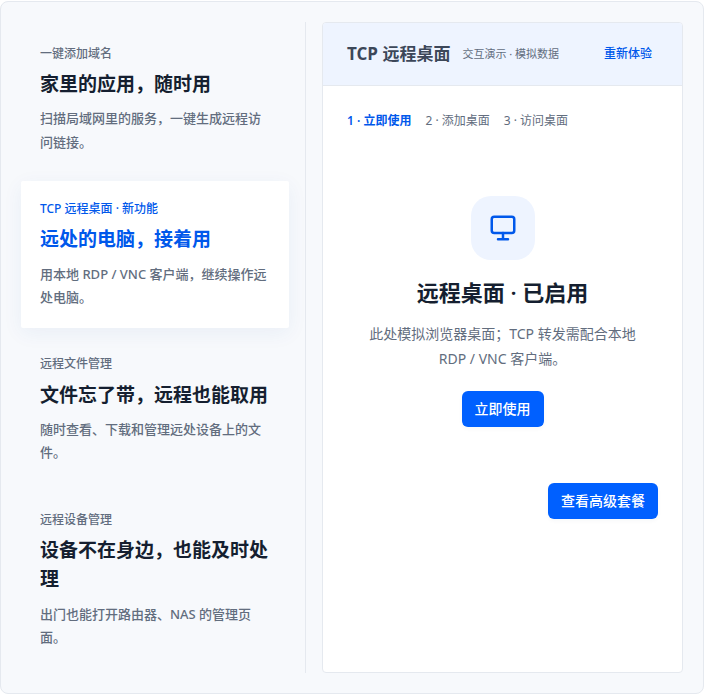 一键添加域名
家里的应用，随时用
扫描局域网里的服务，一键生成远程访
问链接。
TCP 远程桌面 · 新功能
远处的电脑，接着用
用本地 RDP / VNC 客户端，继续操作远
处电脑。
远程文件管理
文件忘了带，远程也能取用
随时查看、下载和管理远处设备上的文
件。
远程设备管理
设备不在身边，也能及时处
理
出门也能打开路由器、NAS 的管理页
面。
TCP 远程桌面 交互演示 · 模拟数据 重新体验
1 · 立即使用 2 · 添加桌面 3 · 访问桌面
远程桌面 · 已启用
此处模拟浏览器桌面；TCP 转发需配合本地
RDP / VNC 客户端。
立即使用
查看高级套餐